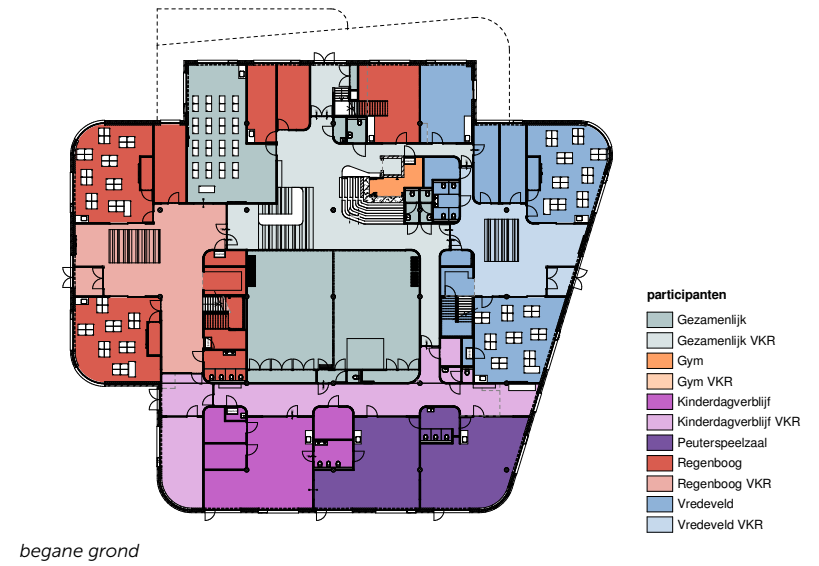 participanten
Gezamenlijk
Gezamenlijk VKR
Gym
Gym VKR
Kinderdagverblijf
Kinderdagverblijf VKR
Peuterspeelzaal
Regenboog
Regenboog VKR
Vredeveld
Vredeveld VKR
begane grond